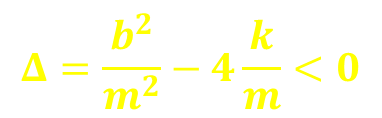 Δ = b²/m² − 4 k/m < 0